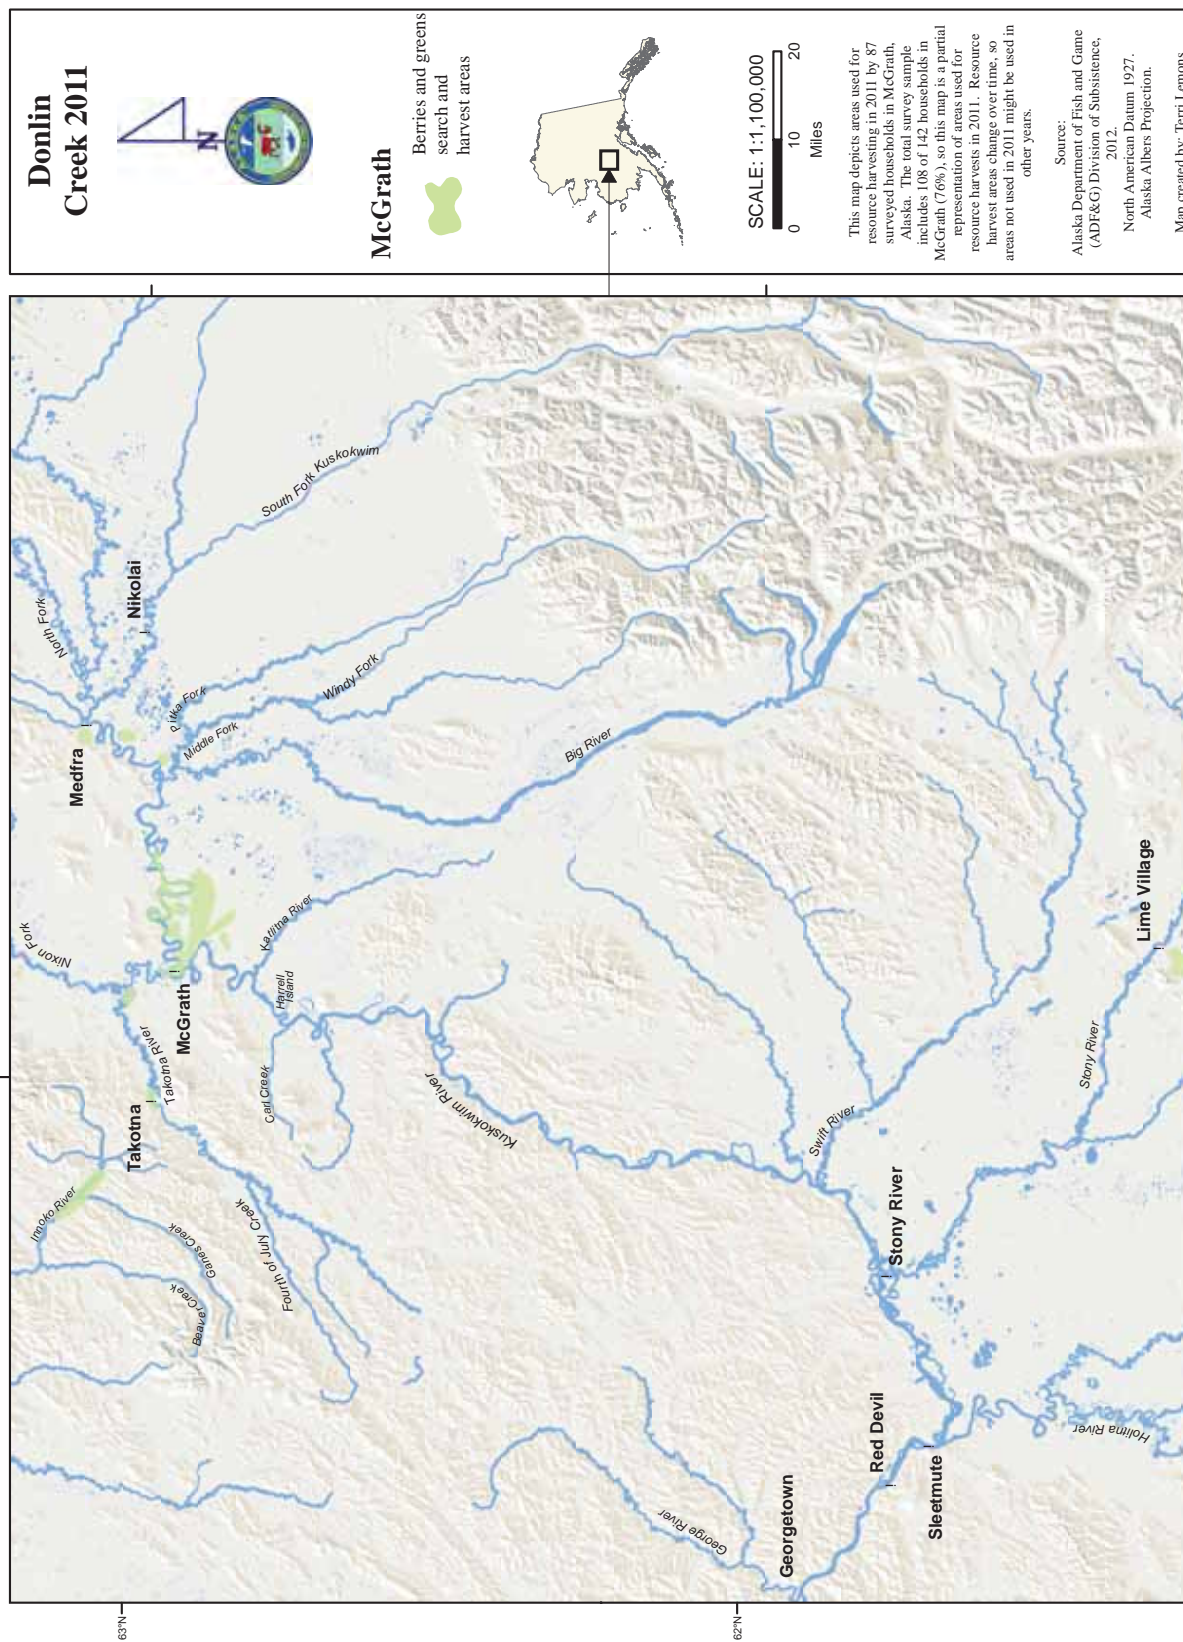 Donlin
Creek 2011
N
McGrath
Berries and greens
search and
harvest areas
SCALE: 1:1,100,000
0 10 20
Miles
This map depicts areas used for
resource harvesting in 2011 by 87
surveyed households in McGrath,
Alaska. The total survey sample
includes 108 of 142 households in
McGrath (76%), so this map is a partial
representation of areas used for
resource harvests in 2011. Resource
harvest areas change over time, so
areas not used in 2011 might be used in
other years.
Source:
Alaska Department of Fish and Game
(ADF&G) Division of Subsistence,
2012.
North American Datum 1927.
Alaska Albers Projection.
Map created by: Terri Lemons
63°N
62°N
North Fork
Nikolai
South Fork Kuskokwim
Medfra
Pitka Fork
Middle Fork
Windy Fork
Big River
Nixon Fork
McGrath
Takotna River
Takotna
Katlitna River
Harrell
Island
Carl Creek
Kuskokwim River
Innoko River
Ganes Creek
Beaver Creek
Fourth of July Creek
Swift River
Stony River
Lime Village
Stony River
Red Devil
Sleetmute
Holitna River
George River
Georgetown